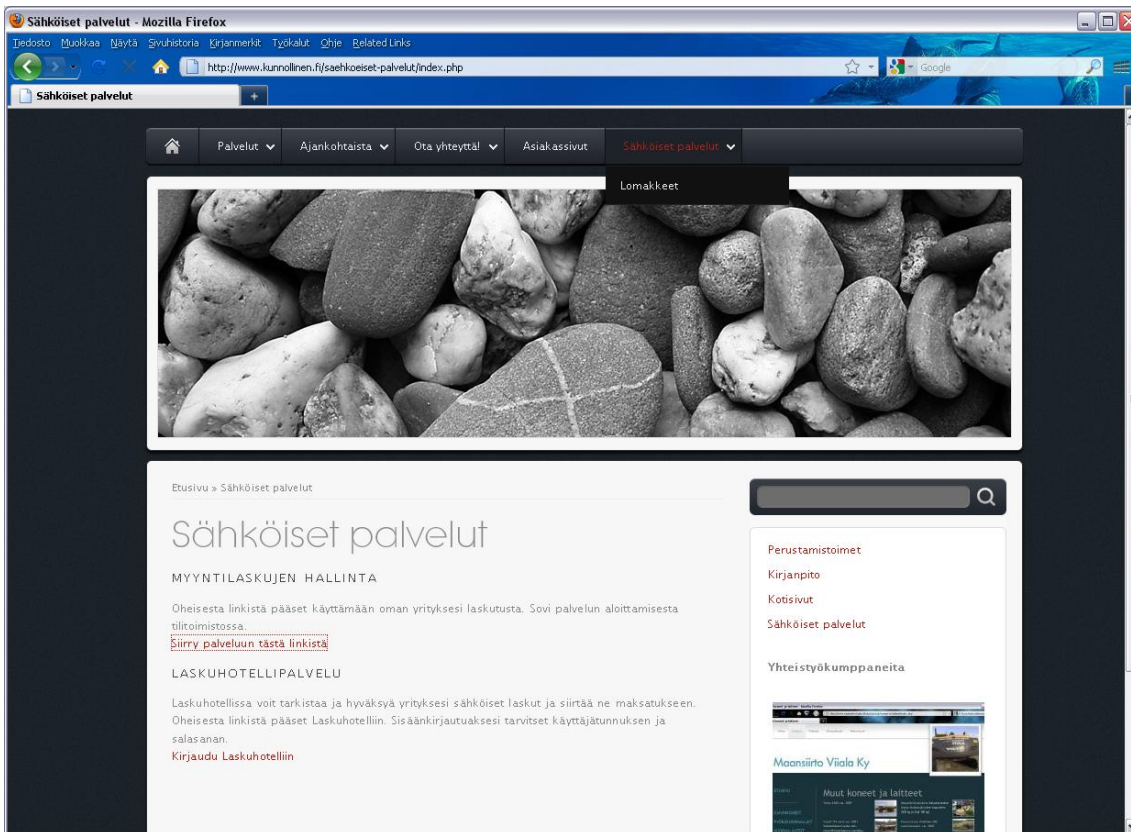 Sähköiset palvelut - Mozilla Firefox
Tiedosto Muokkaa Näytä Sivuhistoria Kirjanmerkit Työkalut Ohje Related Links
http://www.kunnollinen.fi/saehkoeiset-palvelut/index.php
Google
Sähköiset palvelut
Palvelut Ajankohtaista Ota yhteyttä! Asiakassivut Sähköiset palvelut
Lomakkeet
Etusivu » Sähköiset palvelut
Sähköiset palvelut
MYYNTILASKUJEN HALLINTA
Oheisesta linkistä pääset käyttämään oman yrityksesi laskutusta. Sovi palvelun aloittamisesta
tilitoimistossa.
Siirry palveluun tästä linkistä
LASKUHOTELLIPALVELU
Laskuhotellissa voit tarkistaa ja hyväksyä yrityksesi sähköiset laskut ja siirtää ne maksatukseen.
Oheisesta linkistä pääset Laskuhotelliin. Sisäänkirjautuaksesi tarvitset käyttäjätunnuksen ja
salasanan.
Kirjaudu Laskuhotelliin
Perustamistoimet
Kirjanpito
Kotisivut
Sähköiset palvelut
Yhteistyökumppaneita
Maansiirto Viiala Ky
Muut koneet ja laitteet